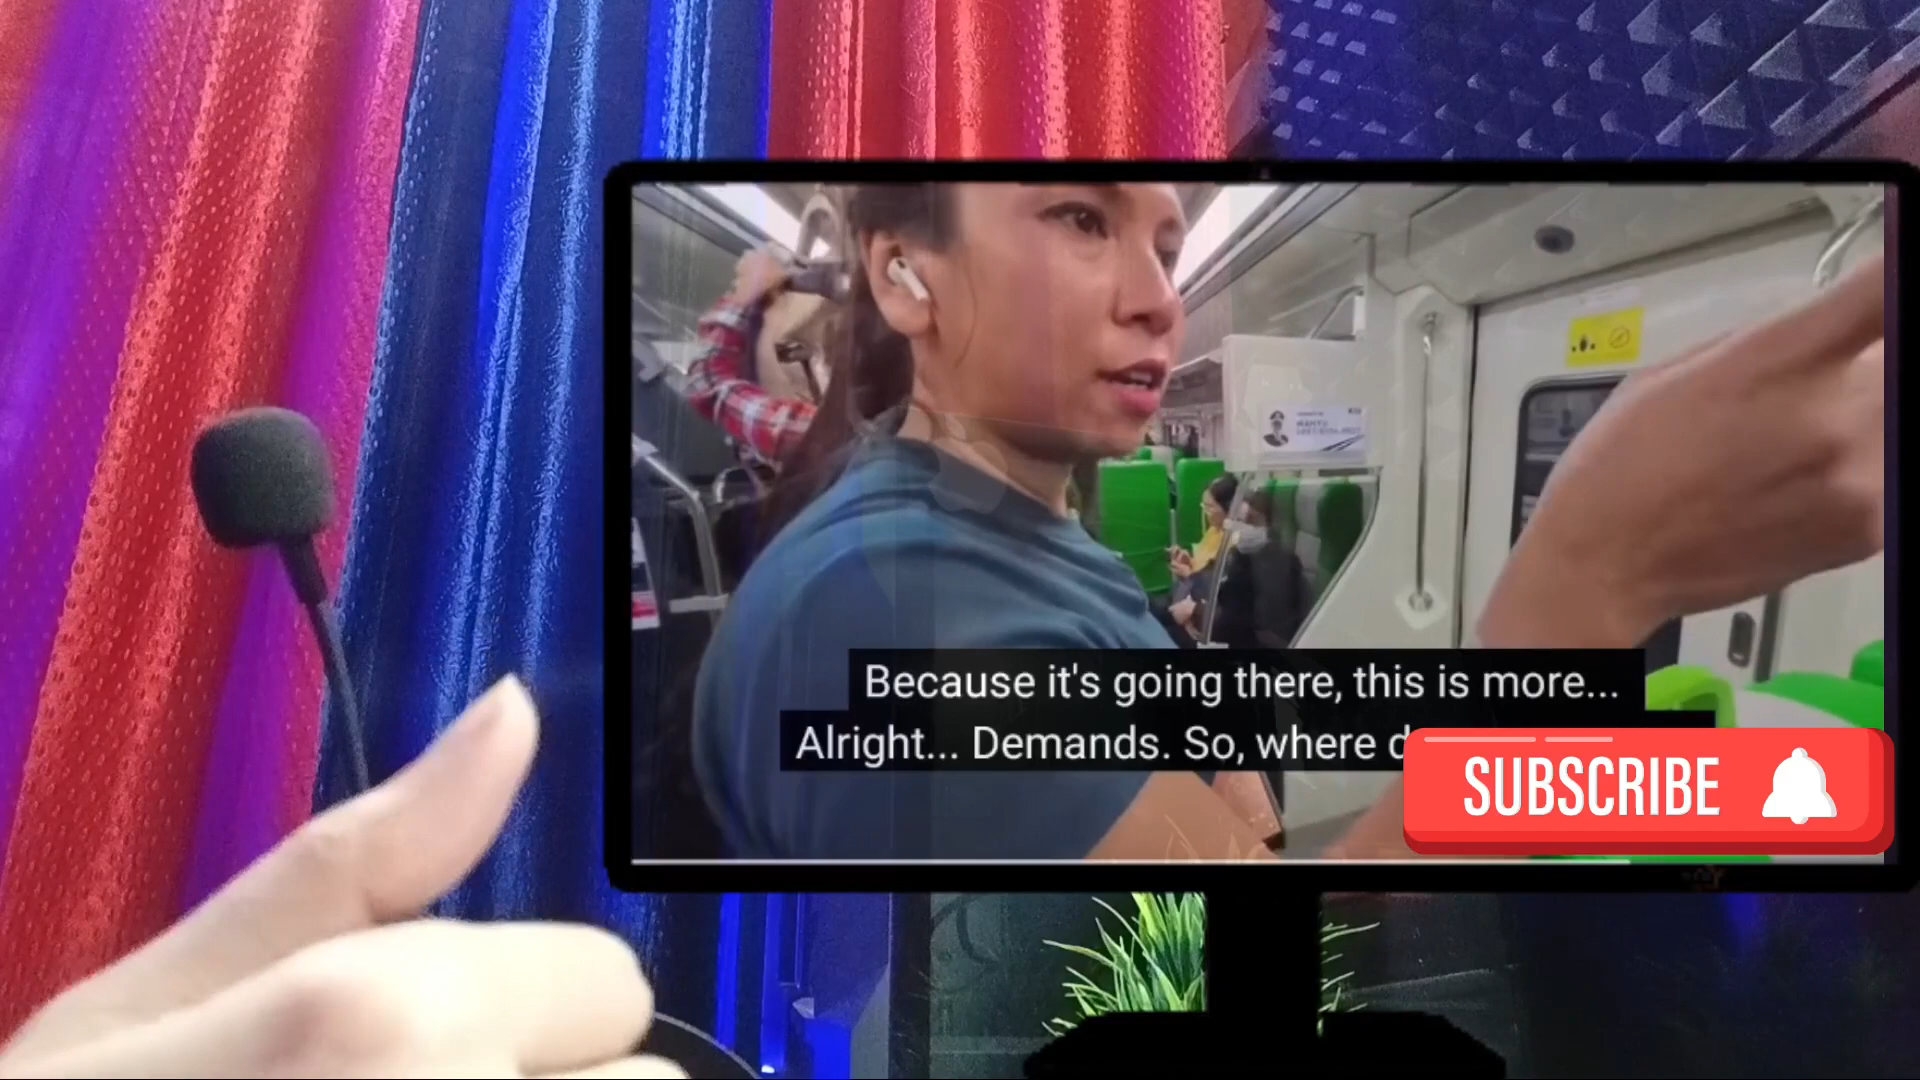 Because it's going there, this is more...
Alright... Demands. So, where d
SUBSCRIBE